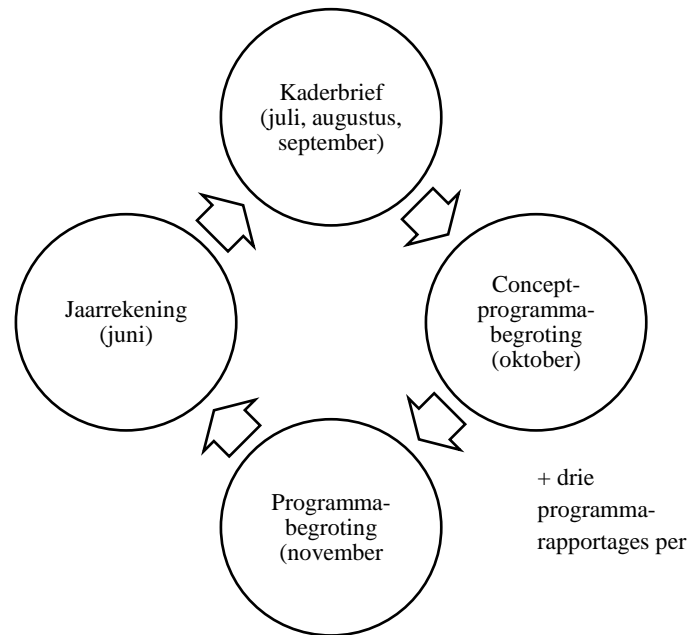 Kaderbrief
(juli, augustus,
september)
Concept-
programma-
begroting
(oktober)
Jaarrekening
(juni)
Programma-
begroting
(november
+ drie
programma-
rapportages per